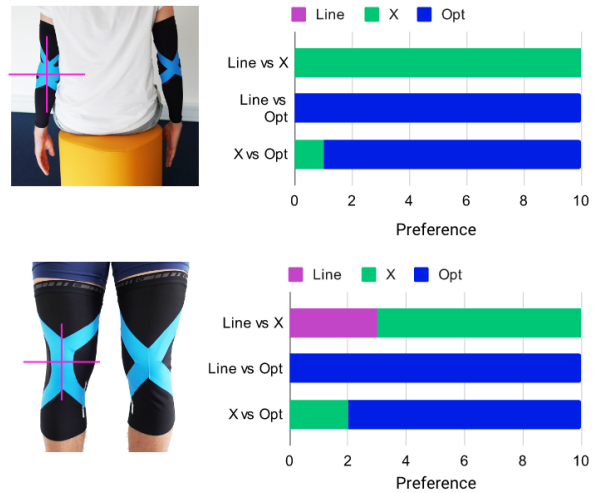 Line X Opt
Line vs X
Line vs
Opt
X vs Opt
0 2 4 6 8 10
Preference
Line X Opt
Line vs X
Line vs Opt
X vs Opt
0 2 4 6 8 10
Preference